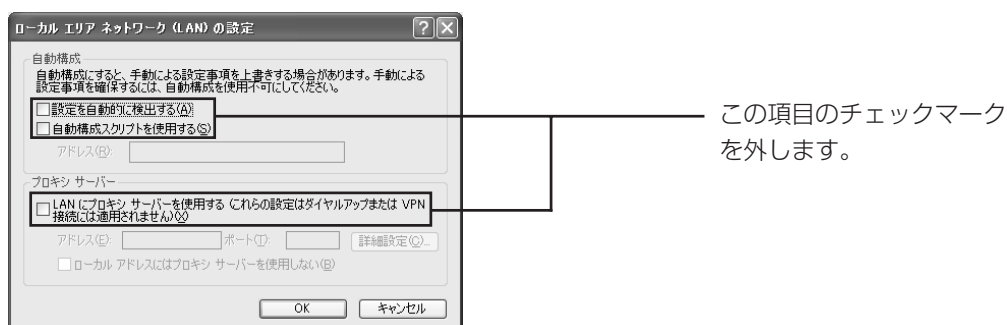 ローカル エリア ネットワーク (LAN) の設定
自動構成
自動構成にすると、手動による設定事項を上書きする場合があります。手動による
設定事項を確保するには、自動構成を使用不可にしてください。
設定を自動的に検出する(A)
自動構成スクリプトを使用する(S)
アドレス(R):
プロキシ サーバー
LAN にプロキシ サーバーを使用する (これらの設定はダイヤルアップまたは VPN
接続には適用されません)(X)
アドレス(E):
ポート(T):
詳細設定(C)...
ローカル アドレスにはプロキシ サーバーを使用しない(B)
OK
キャンセル
この項目のチェックマーク
を外します。